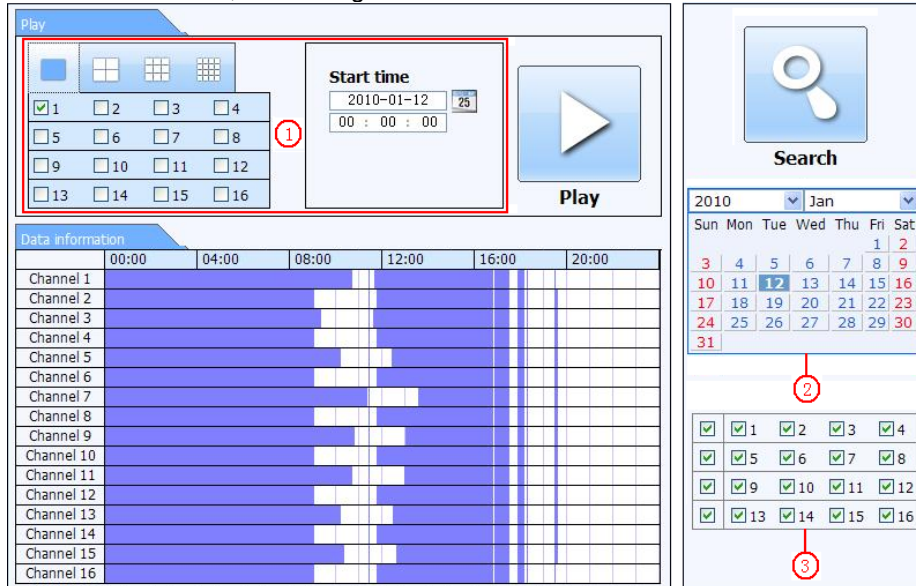 Play
Start time
2010-01-12 25
00 : 00 : 00
1 2 3 4
5 6 7 8
9 10 11 12
13 14 15 16
1
Play
Data information
00:00 04:00 08:00 12:00 16:00 20:00
Channel 1
Channel 2
Channel 3
Channel 4
Channel 5
Channel 6
Channel 7
Channel 8
Channel 9
Channel 10
Channel 11
Channel 12
Channel 13
Channel 14
Channel 15
Channel 16
Search
2010 Jan
Sun Mon Tue Wed Thu Fri Sat
1 2
3 4 5 6 7 8 9
10 11 12 13 14 15 16
17 18 19 20 21 22 23
24 25 26 27 28 29 30
31
2
1 2 3 4
5 6 7 8
9 10 11 12
13 14 15 16
3